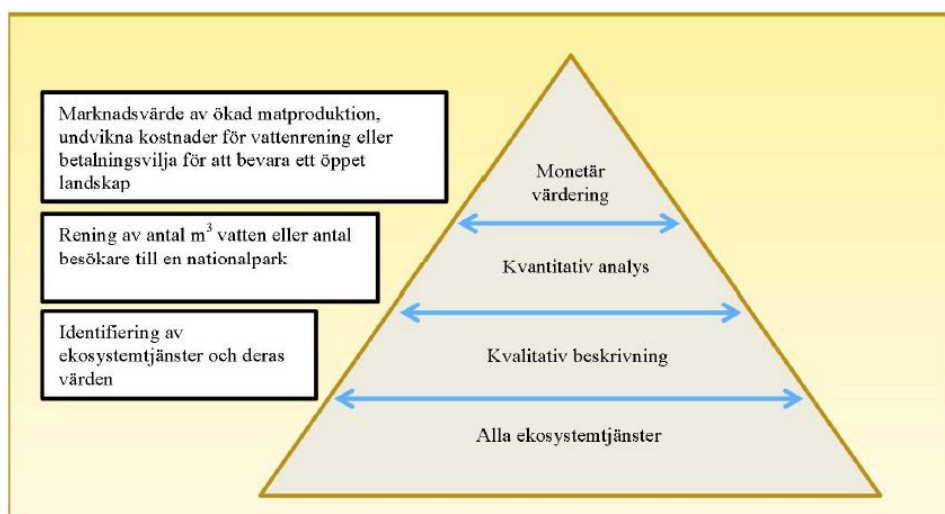 Marknadsvärde av ökad matproduktion,
undvikna kostnader för vattenrening eller
betalningsvilja för att bevara ett öppet
landskap
Monetär
värdering
Rening av antal m³ vatten eller antal
besökare till en nationalpark
Kvantitativ analys
Identifiering av
ekosystemtjänster och deras
värden
Kvalitativ beskrivning
Alla ekosystemtjänster